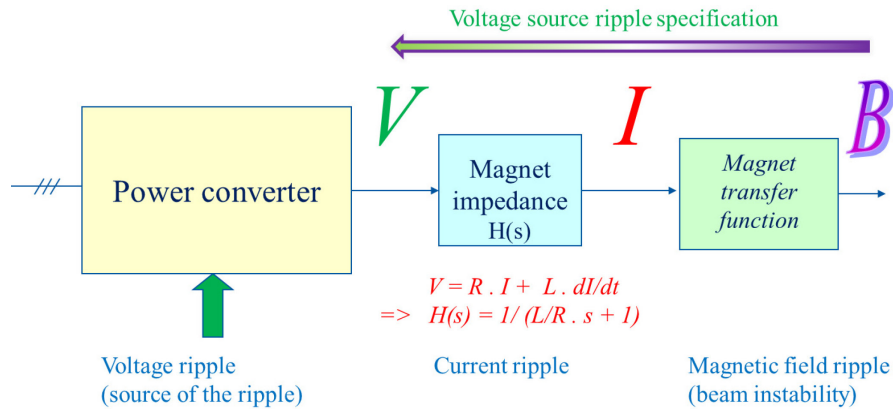 Voltage source ripple specification
V
I
B
Power converter
Magnet
impedance
H(s)
Magnet
transfer
function
V = R . I + L . dI/dt
=> H(s) = 1/ (L/R . s + 1)
Voltage ripple
(source of the ripple)
Current ripple
Magnetic field ripple
(beam instability)